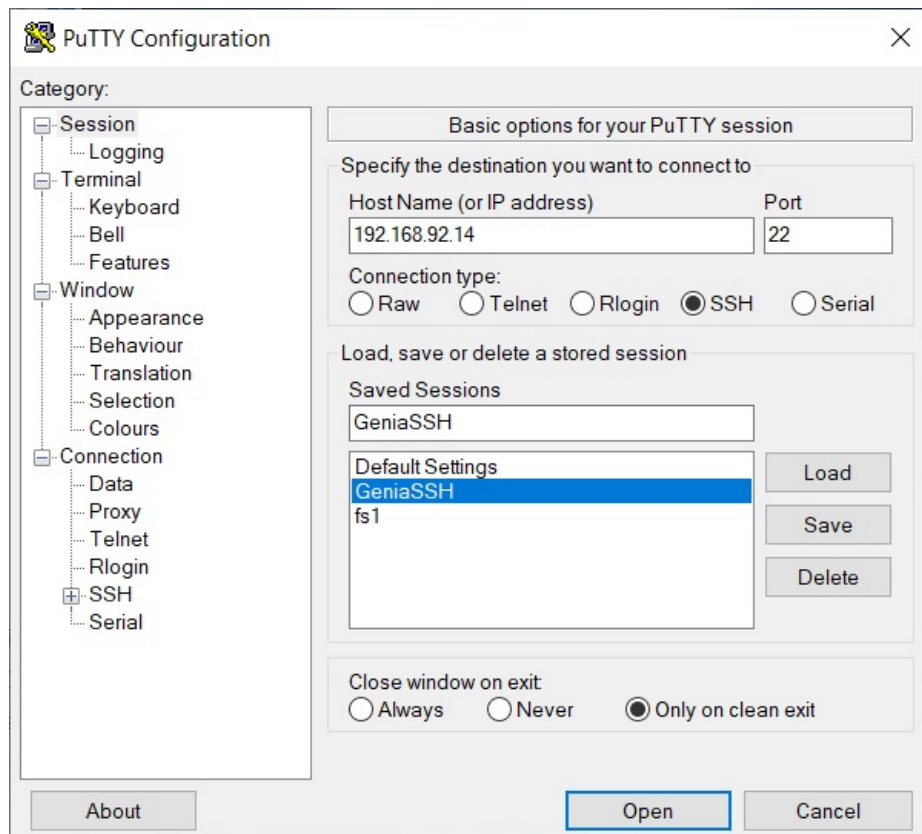 PuTTY Configuration
Category:
Session
Logging
Terminal
Keyboard
Bell
Features
Window
Appearance
Behaviour
Translation
Selection
Colours
Connection
Data
Proxy
Telnet
Rlogin
SSH
Serial
Basic options for your PuTTY session
Specify the destination you want to connect to
Host Name (or IP address) Port
192.168.92.14 22
Connection type:
Raw Telnet Rlogin SSH Serial
Load, save or delete a stored session
Saved Sessions
GeniaSSH
Default Settings
GeniaSSH
fs1
Load
Save
Delete
Close window on exit:
Always Never Only on clean exit
About Open Cancel